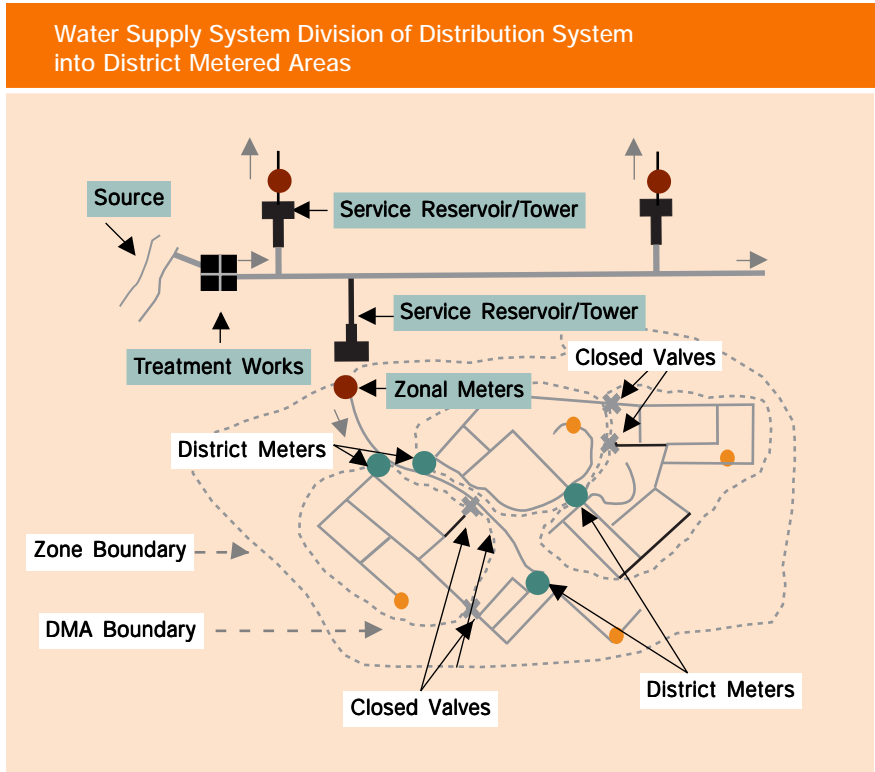 Water Supply System Division of Distribution System
into District Metered Areas
Source
Service Reservoir/Tower
Service Reservoir/Tower
Treatment Works
Closed Valves
Zonal Meters
District Meters
Zone Boundary
DMA Boundary
District Meters
Closed Valves